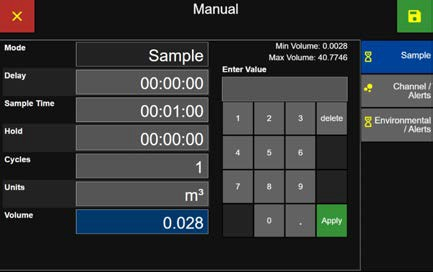 Manual
Mode
Sample
Delay
00:00:00
Sample Time
00:01:00
Hold
00:00:00
Cycles
1
Units
m³
Volume
0.028
Min Volume: 0.0028
Max Volume: 40.7746
Enter Value
1 2 3 delete
4 5 6
7 8 9
0 . Apply
Sample
Channel /
Alerts
Environmental
/ Alerts